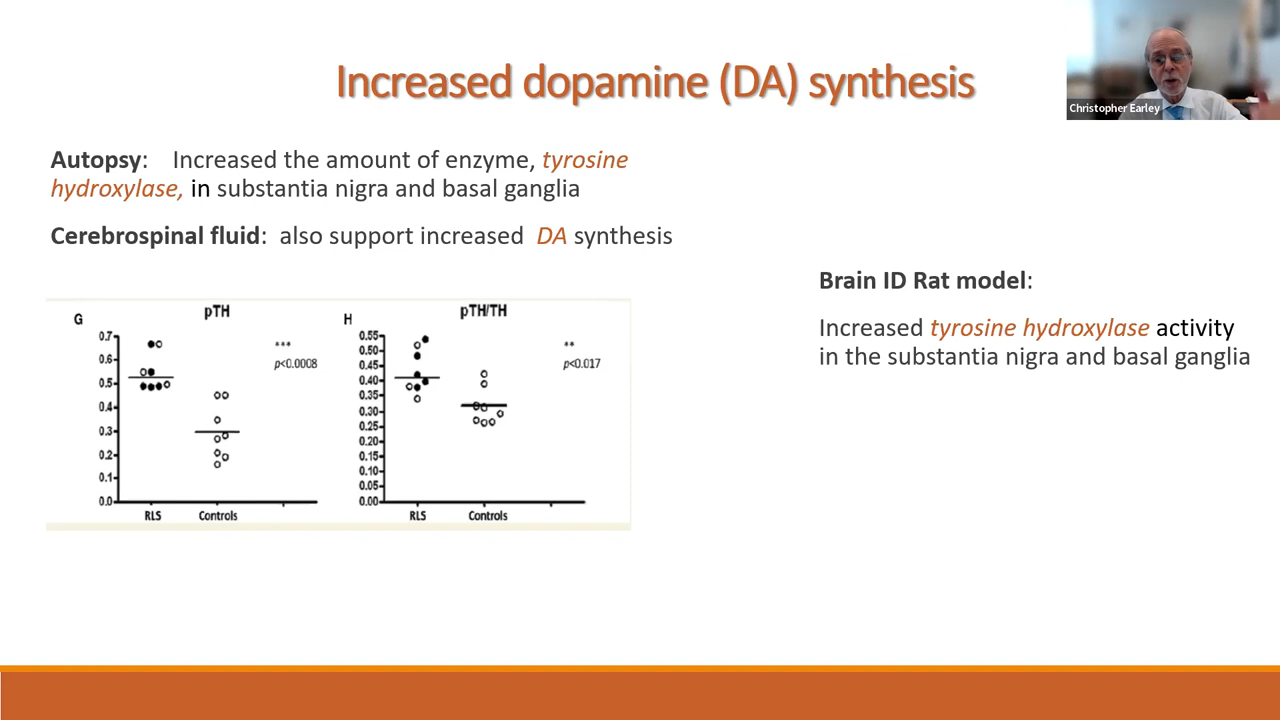 Increased dopamine (DA) synthesis
Christopher Earley
Autopsy: Increased the amount of enzyme, tyrosine
hydroxylase, in substantia nigra and basal ganglia
Cerebrospinal fluid: also support increased DA synthesis
Brain ID Rat model:
Increased tyrosine hydroxylase activity
in the substantia nigra and basal ganglia
G
pTH
0.7
0.6
0.5
0.4
0.3
0.2
0.1
0.0
***
p<0.0008
RLS Controls
H
pTH/TH
0.55
0.50
0.45
0.40
0.35
0.30
0.25
0.20
0.15
0.10
0.05
0.00
**
p<0.017
RLS Controls